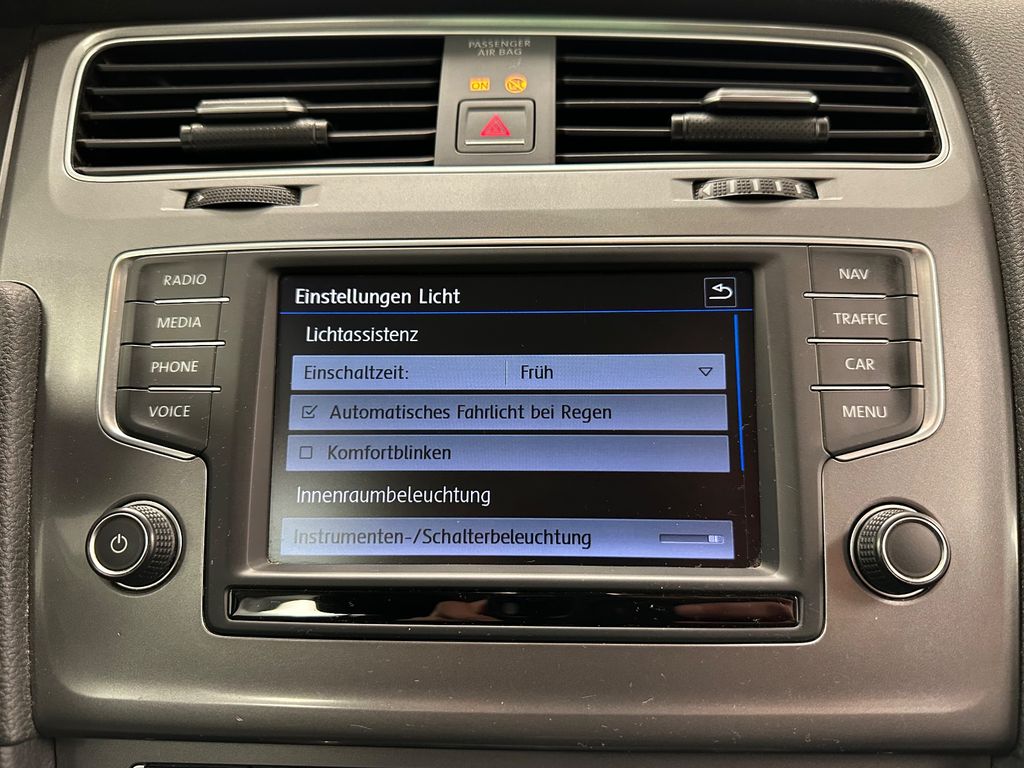 PASSENGER
AIR BAG
ON
RADIO
MEDIA
PHONE
VOICE
Einstellungen Licht
Lichtassistenz
Einschaltzeit: Früh
Automatisches Fahrlicht bei Regen
Komfortblinken
Innenraumbeleuchtung
Instrumenten-/Schalterbeleuchtung
NAV
TRAFFIC
CAR
MENU